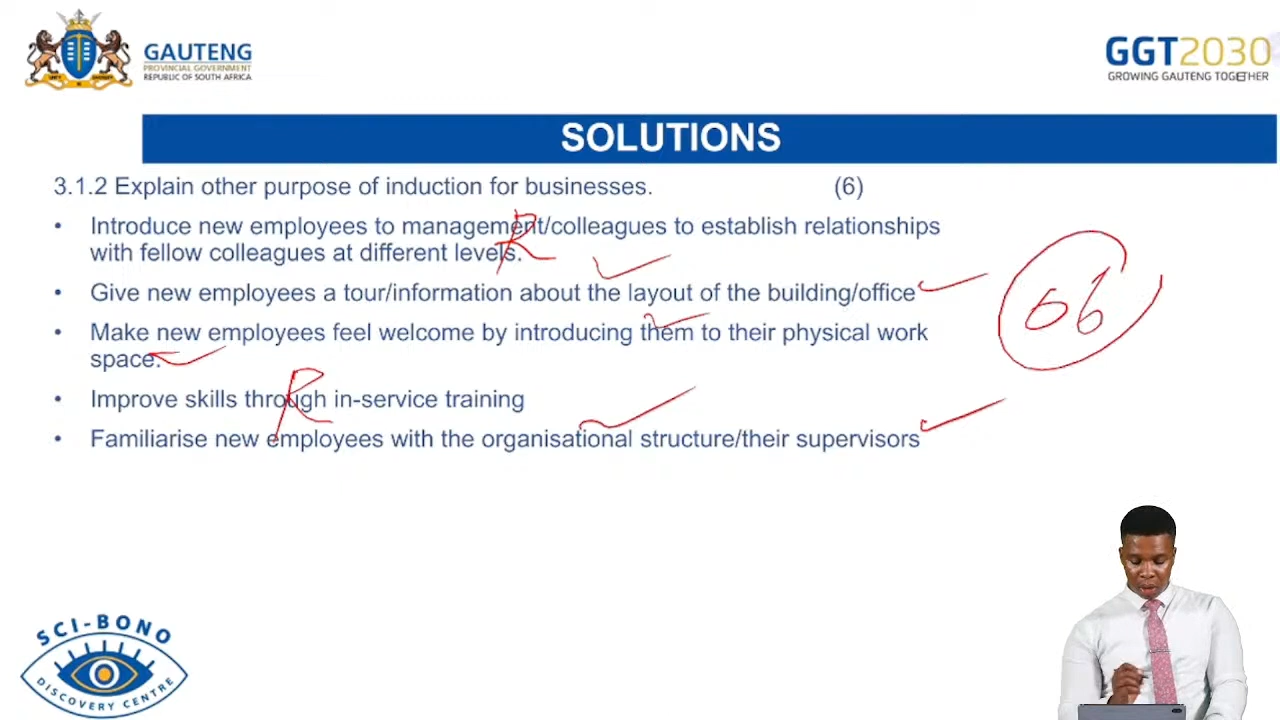 GAUTENG
PROVINCIAL GOVERNMENT
REPUBLIC OF SOUTH AFRICA
GGT2030
GROWING GAUTENG TOGETHER
SOLUTIONS
3.1.2 Explain other purpose of induction for businesses. (6)
• Introduce new employees to management/colleagues to establish relationships
with fellow colleagues at different levels.
R
• Give new employees a tour/information about the layout of the building/office
• Make new employees feel welcome by introducing them to their physical work
space.
06
• Improve skills through in-service training
R
• Familiarise new employees with the organisational structure/their supervisors
SCI-BONO
DISCOVERY CENTRE